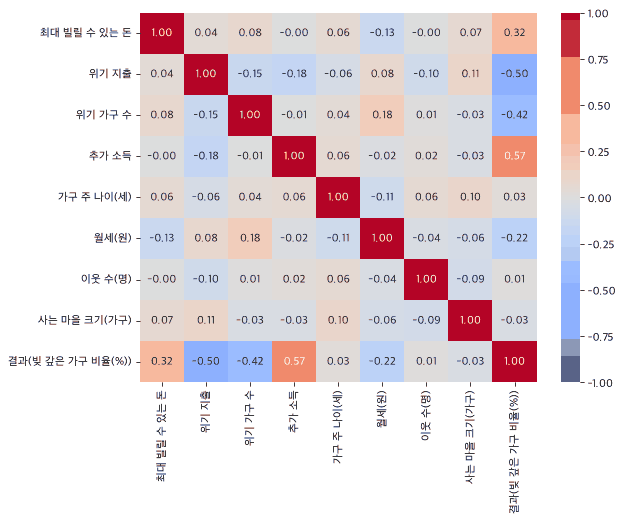 최대 빌릴 수 있는 돈 1.00 0.04 0.08 -0.00 0.06 -0.13 -0.00 0.07 0.32
위기 지출 0.04 1.00 -0.15 -0.18 -0.06 0.08 -0.10 0.11 -0.50
위기 가구 수 0.08 -0.15 1.00 -0.01 0.04 0.18 0.01 -0.03 -0.42
추가 소득 -0.00 -0.18 -0.01 1.00 0.06 -0.02 0.02 -0.03 0.57
가구 주 나이(세) 0.06 -0.06 0.04 0.06 1.00 -0.11 0.06 0.10 0.03
월세(원) -0.13 0.08 0.18 -0.02 -0.11 1.00 -0.04 -0.06 -0.22
이웃 수(명) -0.00 -0.10 0.01 0.02 0.06 -0.04 1.00 -0.09 0.01
사는 마을 크기(가구) 0.07 0.11 -0.03 -0.03 0.10 -0.06 -0.09 1.00 -0.03
결과(빚 갚은 가구 비율(%)) 0.32 -0.50 -0.42 0.57 0.03 -0.22 0.01 -0.03 1.00
최대 빌릴 수 있는 돈
위기 지출
위기 가구 수
추가 소득
가구 주 나이(세)
월세(원)
이웃 수(명)
사는 마을 크기(가구)
결과(빚 갚은 가구 비율(%))
1.00
0.75
0.50
0.25
0.00
-0.25
-0.50
-0.75
-1.00